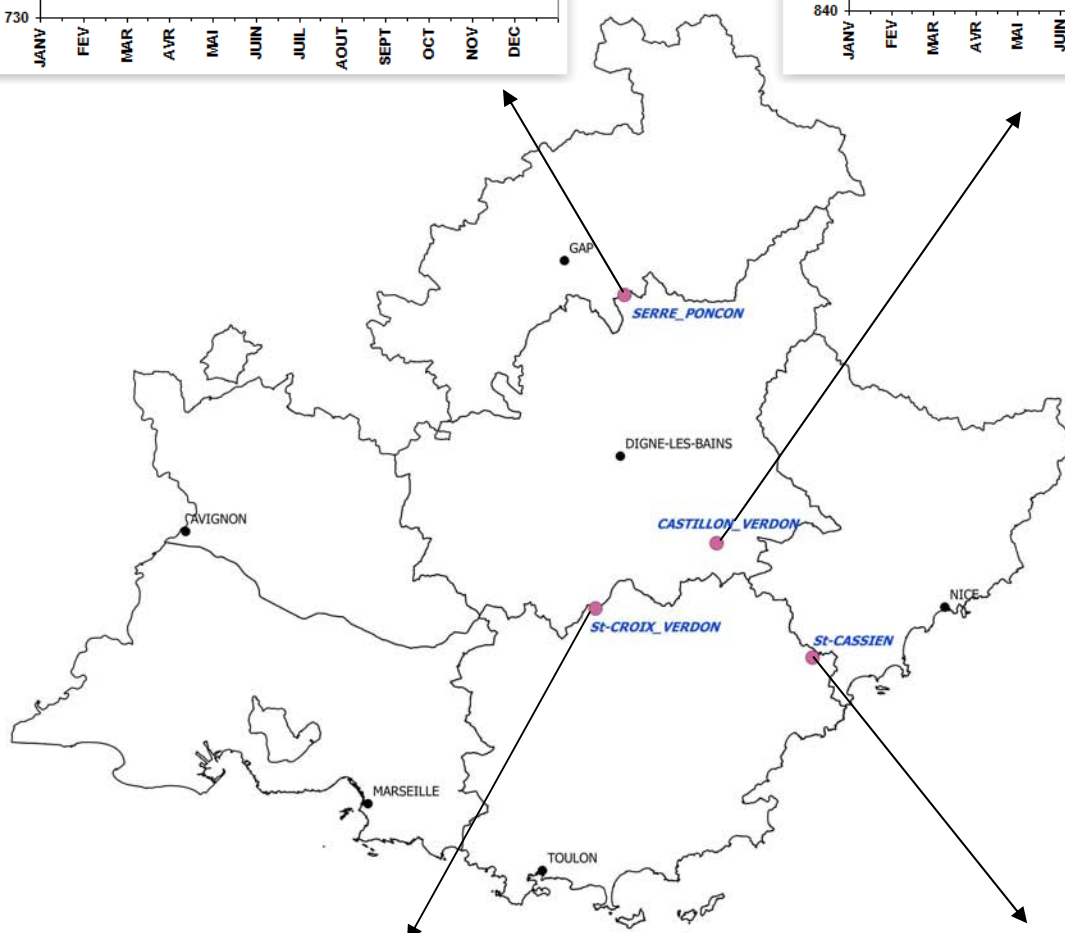 730
JANV
FEV
MAR
AVR
MAI
JUIN
JUIL
AOUT
SEPT
OCT
NOV
DEC
840
JANV
FEV
MAR
AVR
MAI
JUIN
GAP
SERRE_PONCON
DIGNE-LES-BAINS
AVIGNON
CASTILLON_VERDON
NICE
St-CROIX_VERDON
St-CASSIEN
MARSEILLE
TOULON